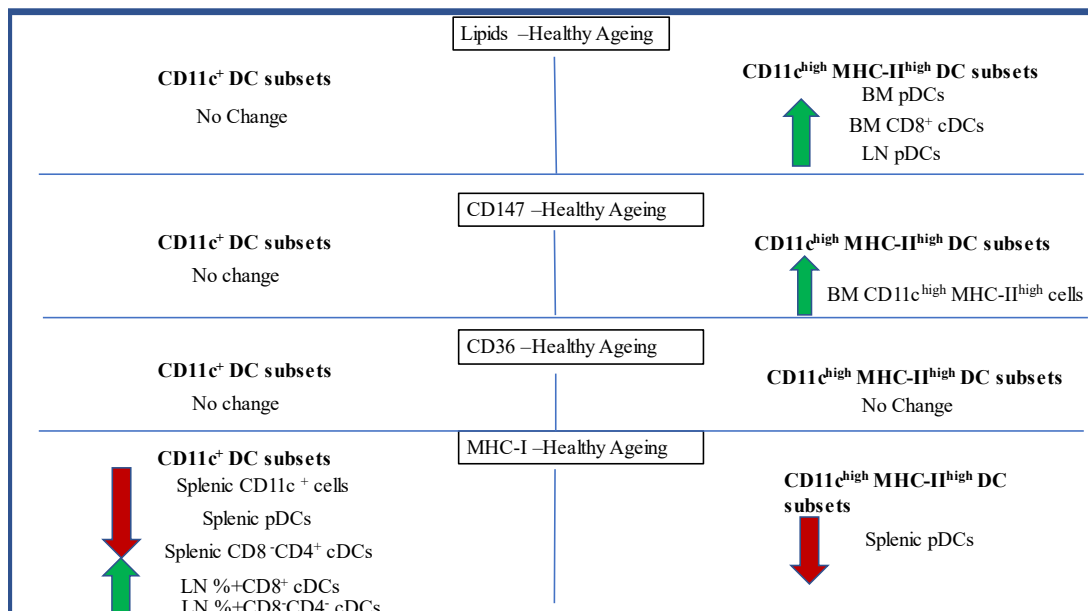 Lipids –Healthy Ageing
CD11c⁺ DC subsets
No Change
CD11cʰⁱᵍʰ MHC-IIʰⁱᵍʰ DC subsets
BM pDCs
BM CD8⁺ cDCs
LN pDCs
CD147 –Healthy Ageing
CD11c⁺ DC subsets
No change
CD11cʰⁱᵍʰ MHC-IIʰⁱᵍʰ DC subsets
BM CD11cʰⁱᵍʰ MHC-IIʰⁱᵍʰ cells
CD36 –Healthy Ageing
CD11c⁺ DC subsets
No change
CD11cʰⁱᵍʰ MHC-IIʰⁱᵍʰ DC subsets
No Change
MHC-I –Healthy Ageing
CD11c⁺ DC subsets
Splenic CD11c ⁺ cells
Splenic pDCs
Splenic CD8 ⁻CD4⁺ cDCs
LN %+CD8⁺ cDCs
LN %+CD8⁻CD4⁻ cDCs
CD11cʰⁱᵍʰ MHC-IIʰⁱᵍʰ DC
subsets
Splenic pDCs